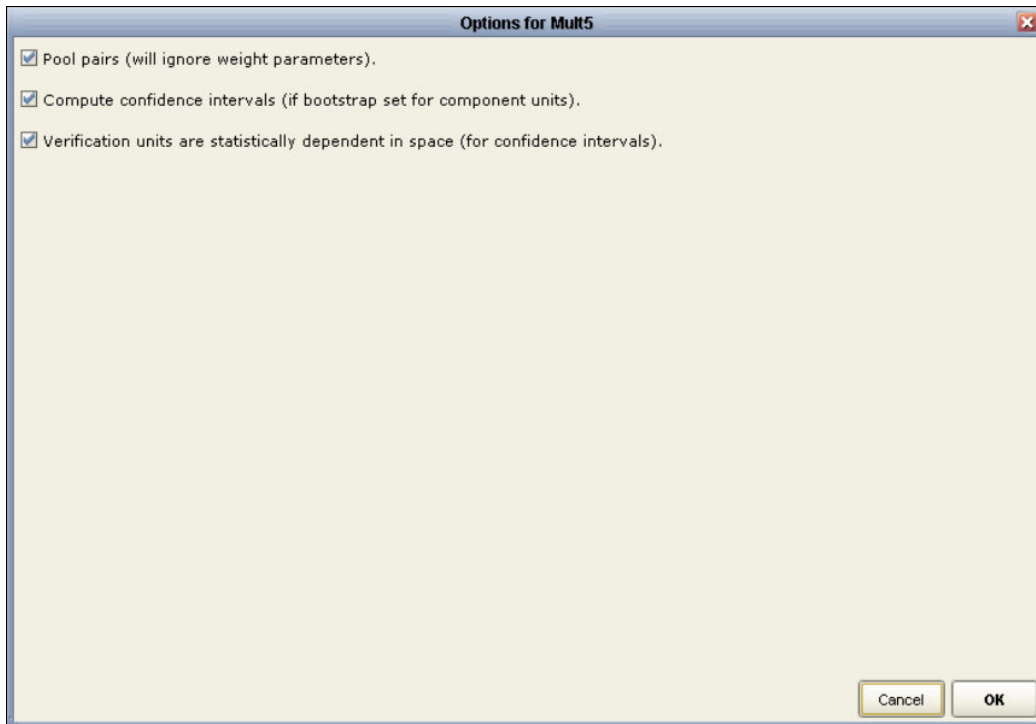 Options for Mult5
Pool pairs (will ignore weight parameters).
Compute confidence intervals (if bootstrap set for component units).
Verification units are statistically dependent in space (for confidence intervals).
Cancel
OK